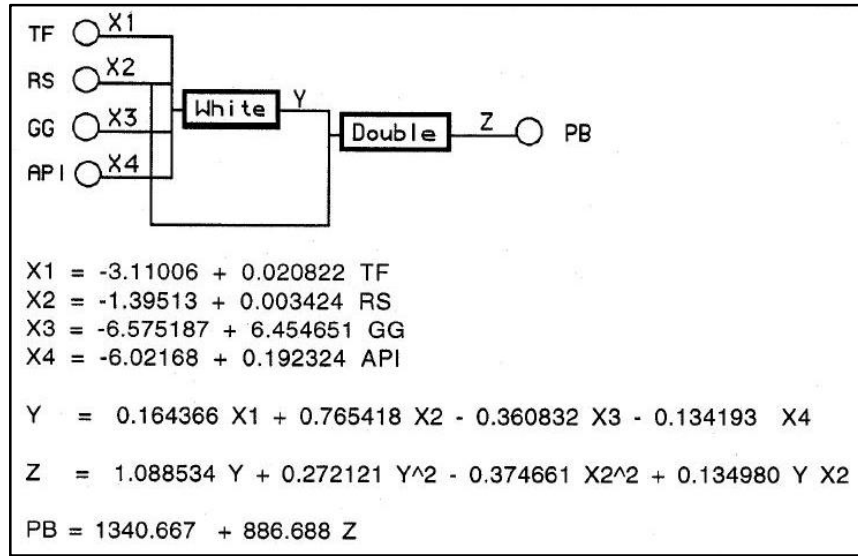 TF X1
RS X2
White Y
GG X3
Double Z PB
API X4
X1 = -3.11006 + 0.020822 TF
X2 = -1.39513 + 0.003424 RS
X3 = -6.575187 + 6.454651 GG
X4 = -6.02168 + 0.192324 API
Y = 0.164366 X1 + 0.765418 X2 - 0.360832 X3 - 0.134193 X4
Z = 1.088534 Y + 0.272121 Y^2 - 0.374661 X2^2 + 0.134980 Y X2
PB = 1340.667 + 886.688 Z